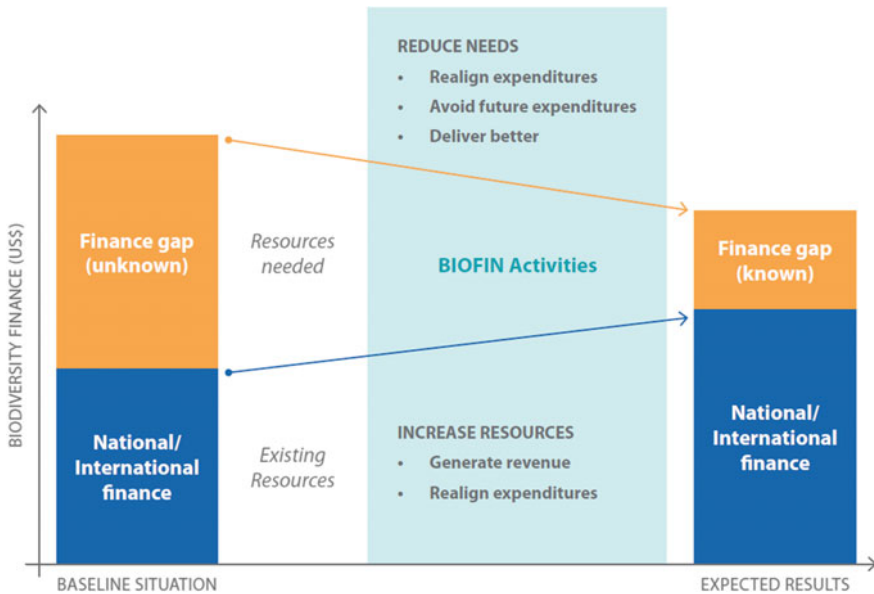 REDUCE NEEDS
• Realign expenditures
• Avoid future expenditures
• Deliver better
BIODIVERSITY FINANCE (US$)
Finance gap
(unknown)
Resources
needed
BIOFIN Activities
Finance gap
(known)
National/
International
finance
Existing
Resources
INCREASE RESOURCES
• Generate revenue
• Realign expenditures
National/
International
finance
BASELINE SITUATION
EXPECTED RESULTS